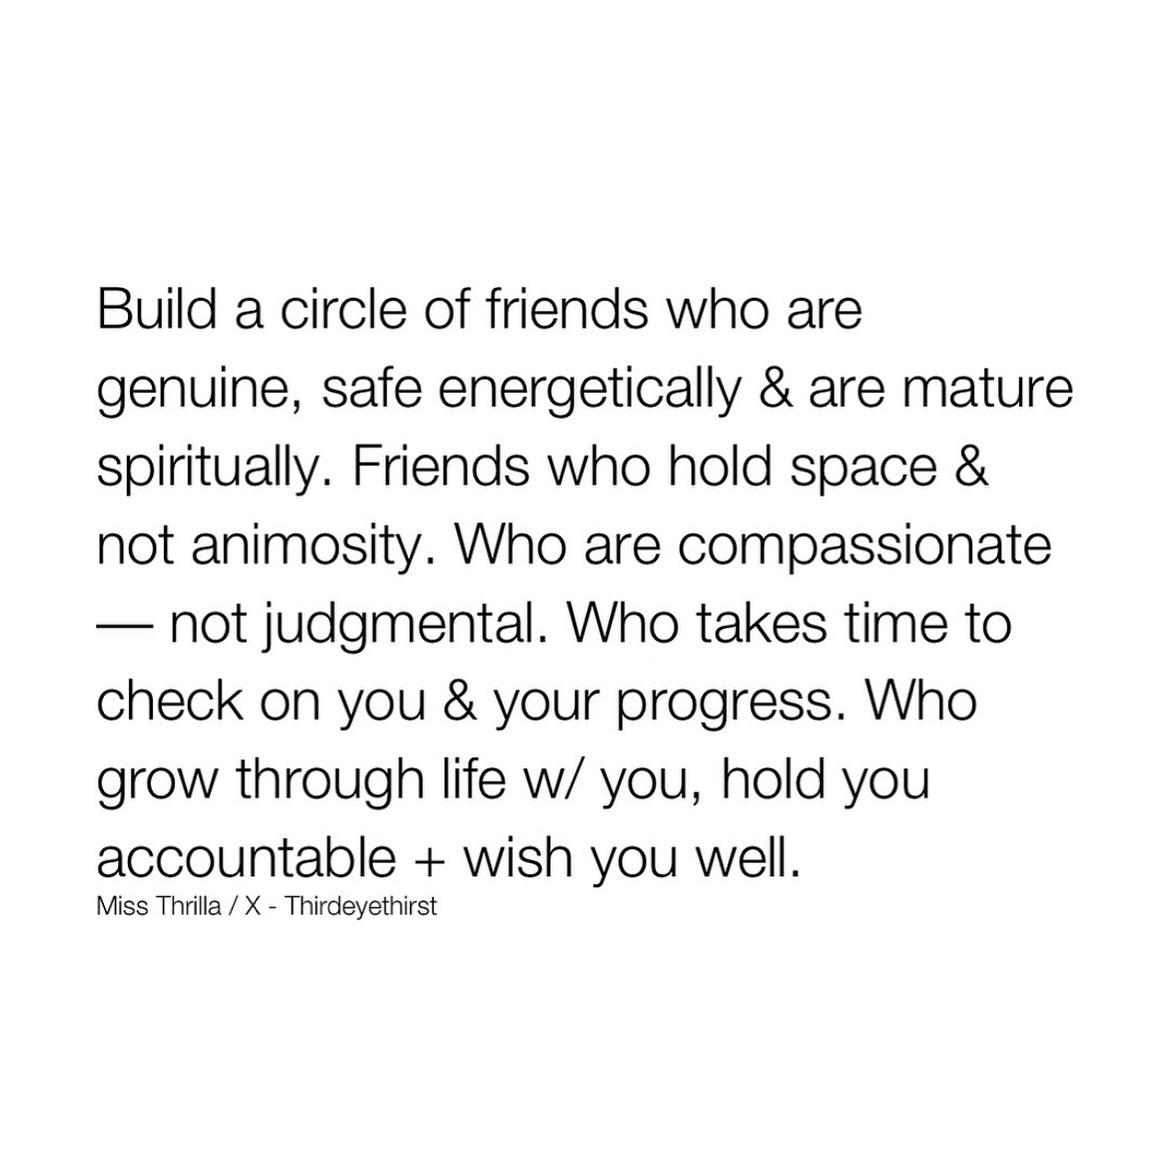 Build a circle of friends who are
genuine, safe energetically & are mature
spiritually. Friends who hold space &
not animosity. Who are compassionate
— not judgmental. Who takes time to
check on you & your progress. Who
grow through life w/ you, hold you
accountable + wish you well.
Miss Thrilla / X - Thirdeyethirst